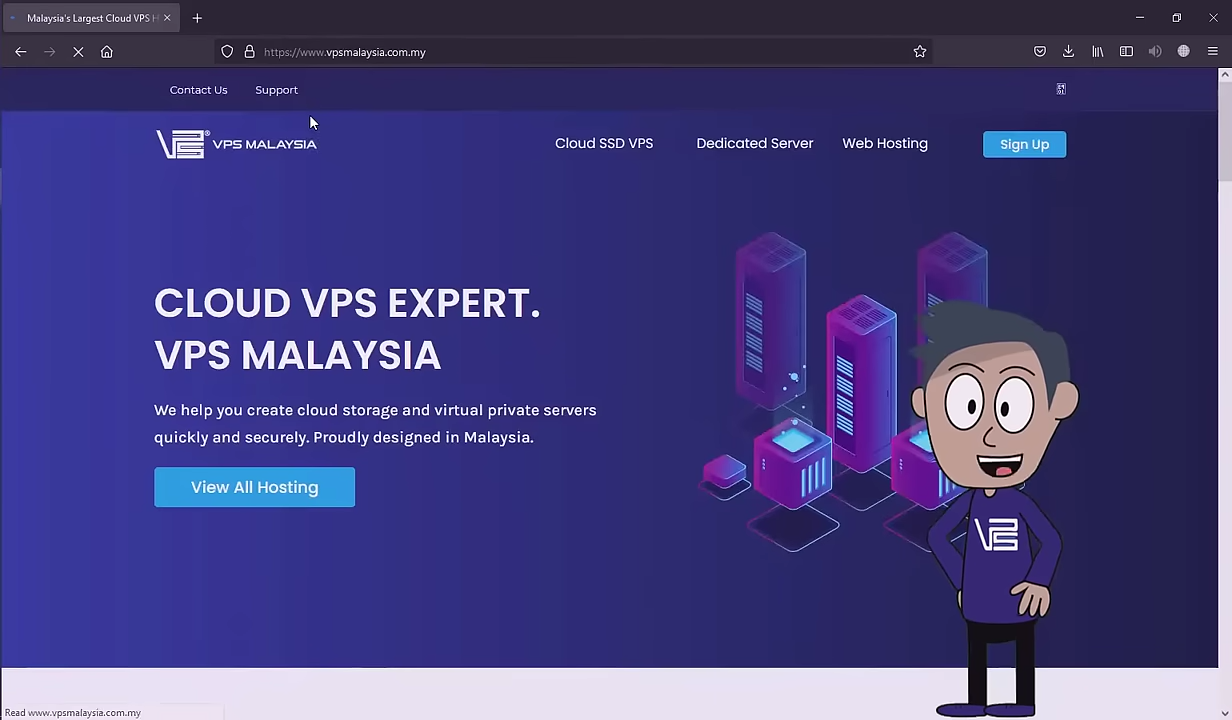 Malaysia's Largest Cloud VPS H
https://www.vpsmalaysia.com.my
Contact Us
Support
VPS® VPS MALAYSIA
Cloud SSD VPS
Dedicated Server
Web Hosting
Sign Up
CLOUD VPS EXPERT.
VPS MALAYSIA
We help you create cloud storage and virtual private servers
quickly and securely. Proudly designed in Malaysia.
View All Hosting
VPS
Read www.vpsmalaysia.com.my